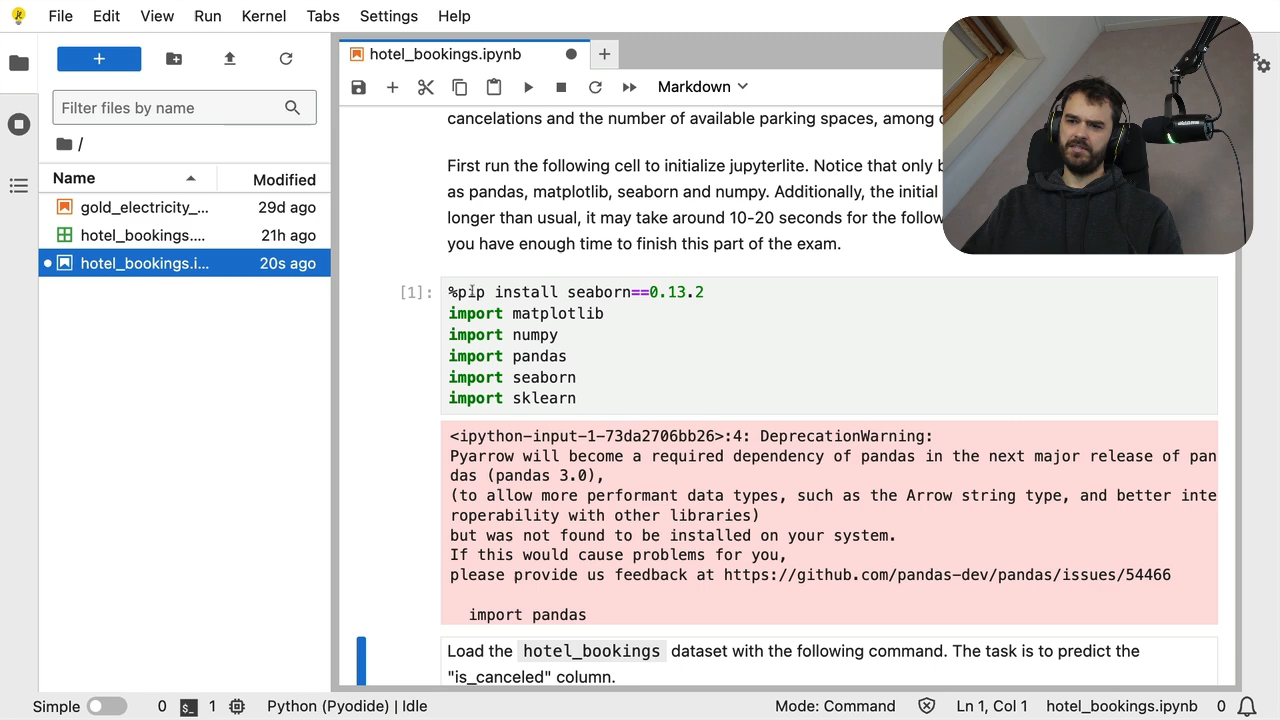 File Edit View Run Kernel Tabs Settings Help
+
hotel_bookings.ipynb
+
Filter files by name
Markdown
/
Name Modified
gold_electricity_... 29d ago
hotel_bookings.... 21h ago
hotel_bookings.i... 20s ago
cancelations and the number of available parking spaces, among
First run the following cell to initialize jupyterlite. Notice that only
as pandas, matplotlib, seaborn and numpy. Additionally, the initial
longer than usual, it may take around 10-20 seconds for the
you have enough time to finish this part of the exam.
[1]: %pip install seaborn==0.13.2
import matplotlib
import numpy
import pandas
import seaborn
import sklearn
<ipython-input-1-73da2706bb26>:4: DeprecationWarning:
Pyarrow will become a required dependency of pandas in the next major release of pan
das (pandas 3.0),
(to allow more performant data types, such as the Arrow string type, and better inte
roperability with other libraries)
but was not found to be installed on your system.
If this would cause problems for you,
please provide us feedback at https://github.com/pandas-dev/pandas/issues/54466
import pandas
Load the hotel_bookings dataset with the following command. The task is to predict the
"is_canceled" column.
Simple 0 $_ 1 Python (Pyodide) | Idle Mode: Command Ln 1, Col 1 hotel_bookings.ipynb 0